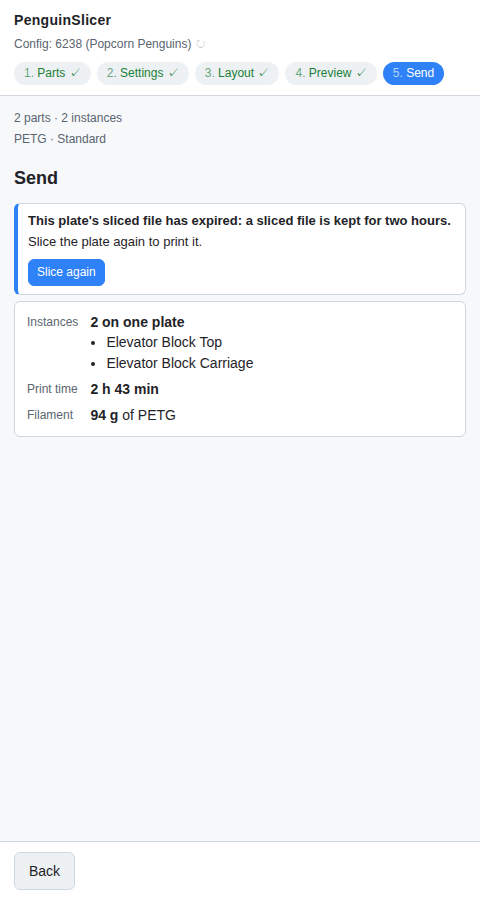 PenguinSlicer
Config: 6238 (Popcorn Penguins)
1. Parts ✓ 2. Settings ✓ 3. Layout ✓ 4. Preview ✓ 5. Send
2 parts · 2 instances
PETG · Standard
Send
This plate's sliced file has expired: a sliced file is kept for two hours.
Slice the plate again to print it.
Slice again
Instances 2 on one plate
• Elevator Block Top
• Elevator Block Carriage
Print time 2 h 43 min
Filament 94 g of PETG
Back